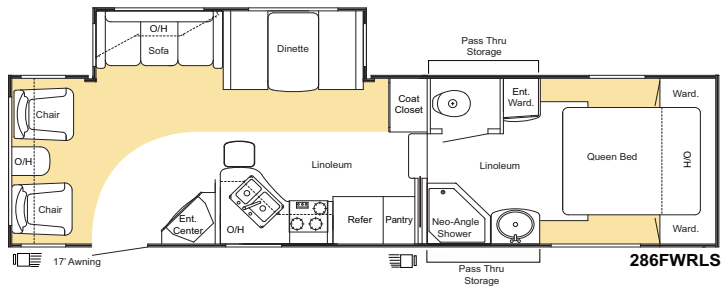 O/H
Sofa
Dinette
Pass Thru
Storage
Chair
O/H
Chair
Coat
Closet
Ent.
Ward.
Ward.
Linoleum
Linoleum
Queen Bed
O/H
Ent.
Center
O/H
Refer
Pantry
Neo-Angle
Shower
Ward.
17' Awning
Pass Thru
Storage
286FWRLS